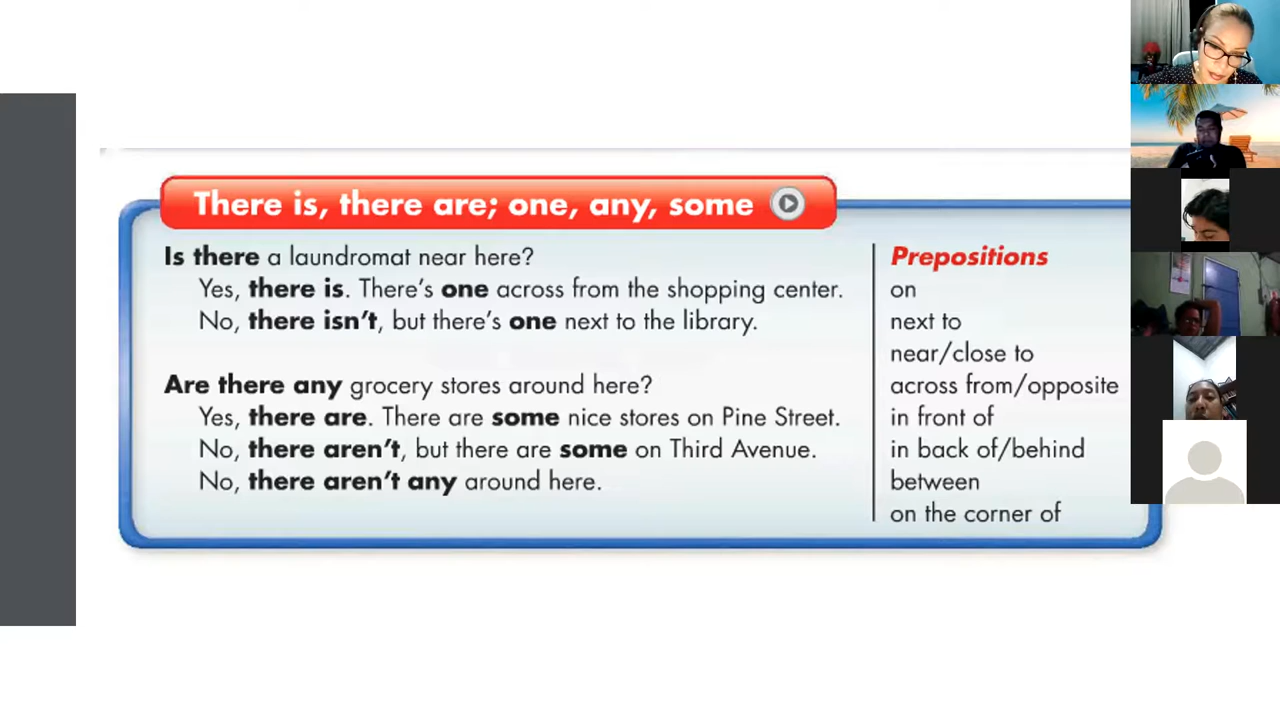 There is, there are; one, any, some
Is there a laundromat near here?
Yes, there is. There's one across from the shopping center.
No, there isn't, but there's one next to the library.
Are there any grocery stores around here?
Yes, there are. There are some nice stores on Pine Street.
No, there aren't, but there are some on Third Avenue.
No, there aren't any around here.
Prepositions
on
next to
near/close to
across from/opposite
in front of
in back of/behind
between
on the corner of